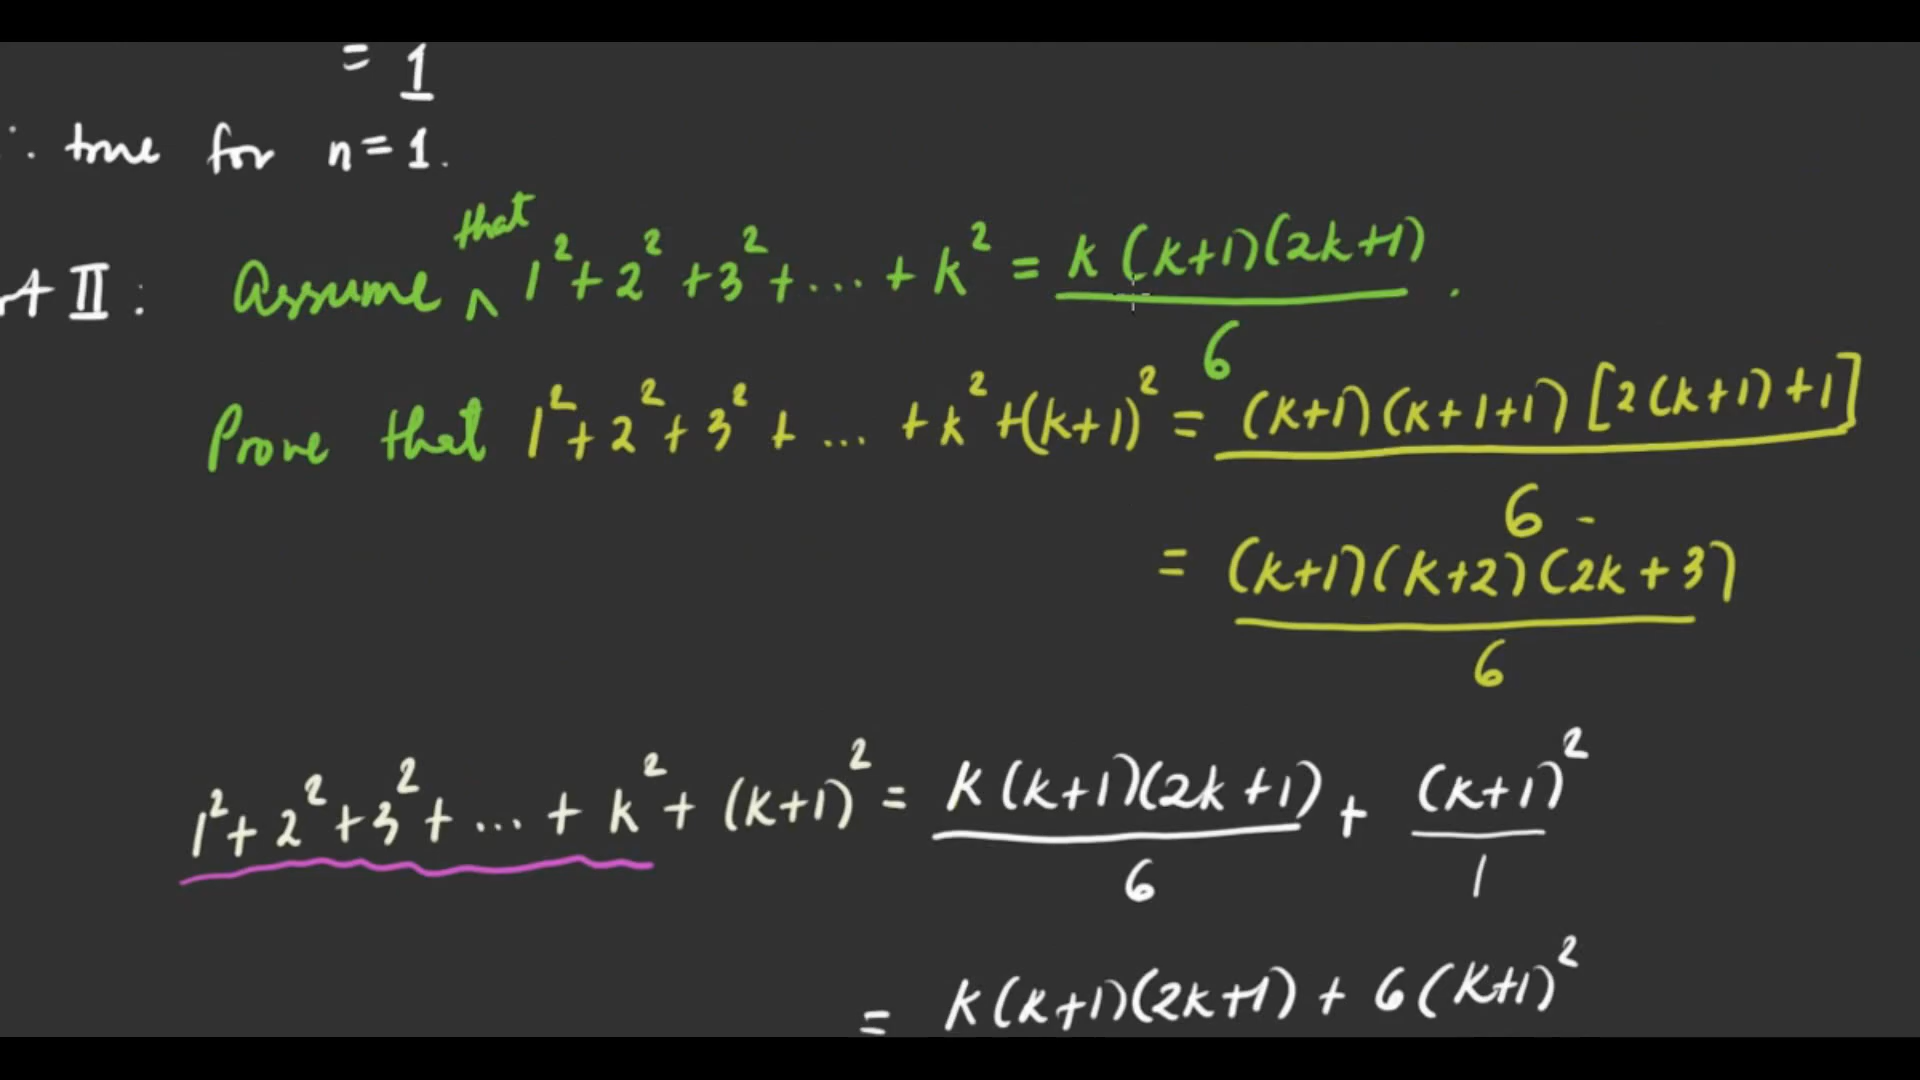 = 1
∴ true for n = 1.
II : Assume that 1² + 2² + 3² + ... + k² = k(k+1)(2k+1) / 6 .
Prove that 1² + 2² + 3² + ... + k² + (k+1)² = (k+1)(k+1+1)[2(k+1)+1] / 6
= (k+1)(k+2)(2k+3) / 6
1² + 2² + 3² + ... + k² + (k+1)² = k(k+1)(2k+1) / 6 + (k+1)² / 1
= k(k+1)(2k+1) + 6(k+1)²